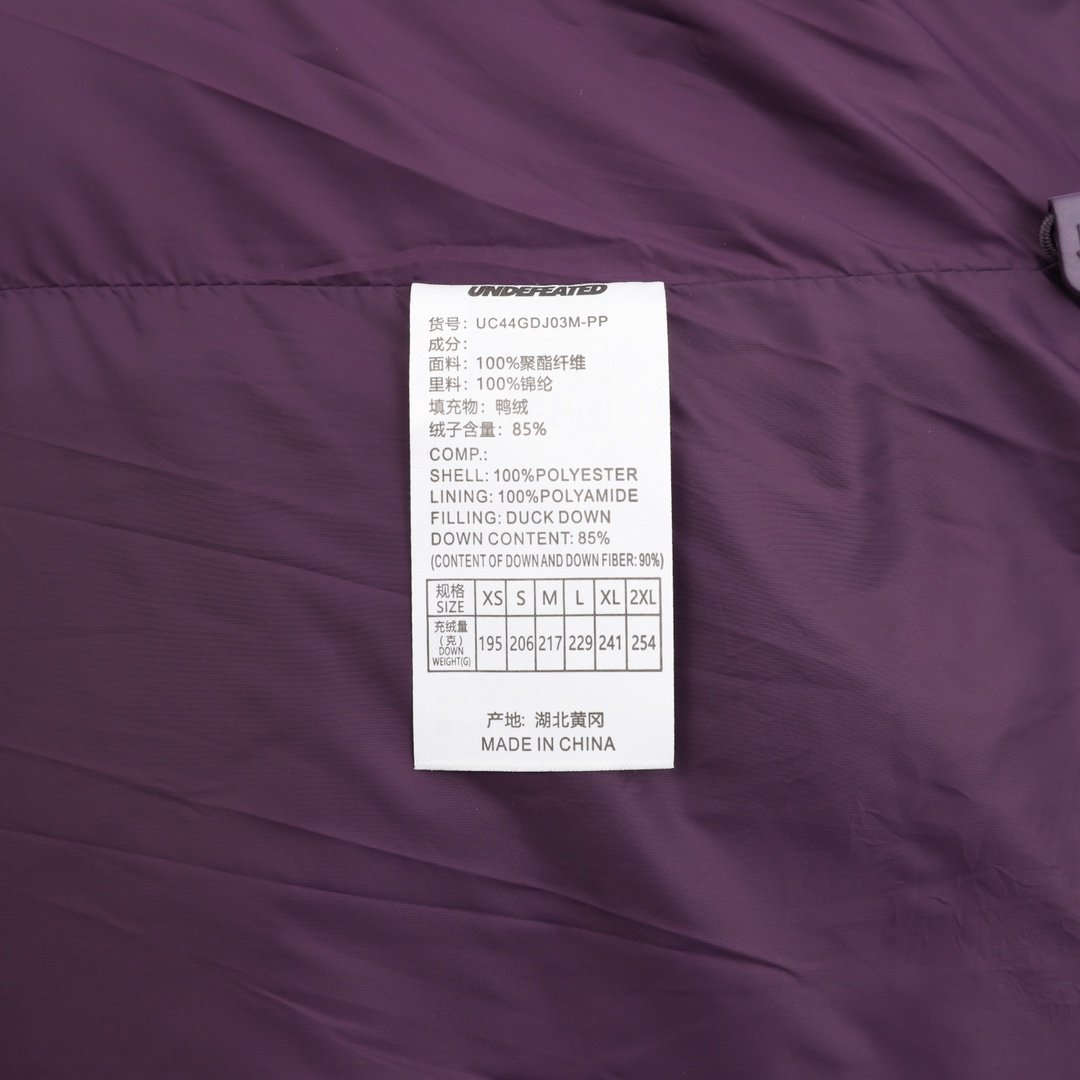 UNDEFEATED
货号: UC44GDJ03M-PP
成分:
面料: 100%聚酯纤维
里料: 100%锦纶
填充物: 鸭绒
绒子含量: 85%
COMP.:
SHELL: 100%POLYESTER
LINING: 100%POLYAMIDE
FILLING: DUCK DOWN
DOWN CONTENT: 85%
(CONTENT OF DOWN AND DOWN FIBER: 90%)
规格 SIZE XS S M L XL 2XL
充绒量 (克) DOWN WEIGHT(G) 195 206 217 229 241 254
产地: 湖北黄冈
MADE IN CHINA